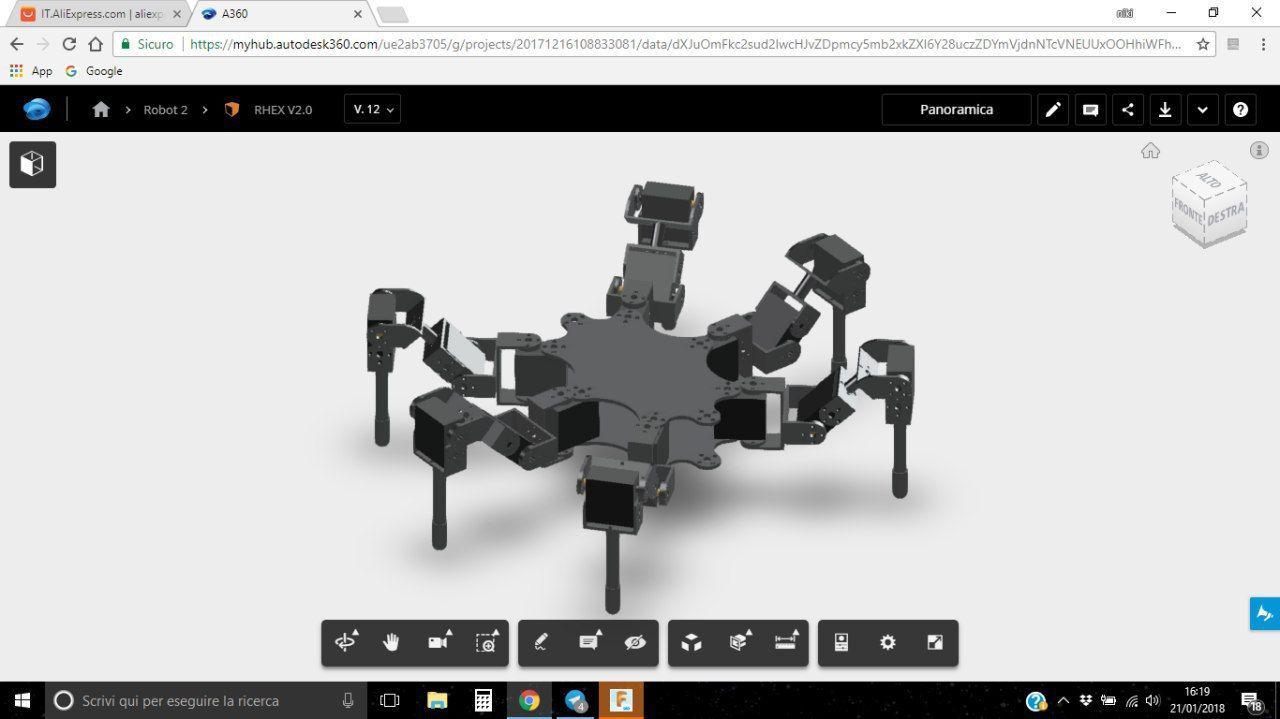 IT.AliExpress.com | aliexp
A360
niki
Sicuro
https://myhub.autodesk360.com/ue2ab3705/g/projects/20171216108833081/data/dXJuOmFkc2sud2lwcHJvZDpmcy5mb2xkZXI6Y28uczZDYmVjdnNTcVNEUUxOOHhiWFh...
App
Google
Robot 2
RHEX V2.0
V. 12
Panoramica
ALTO
FRONTE
DESTRA
Scrivi qui per eseguire la ricerca
4
16:19
21/01/2018
18